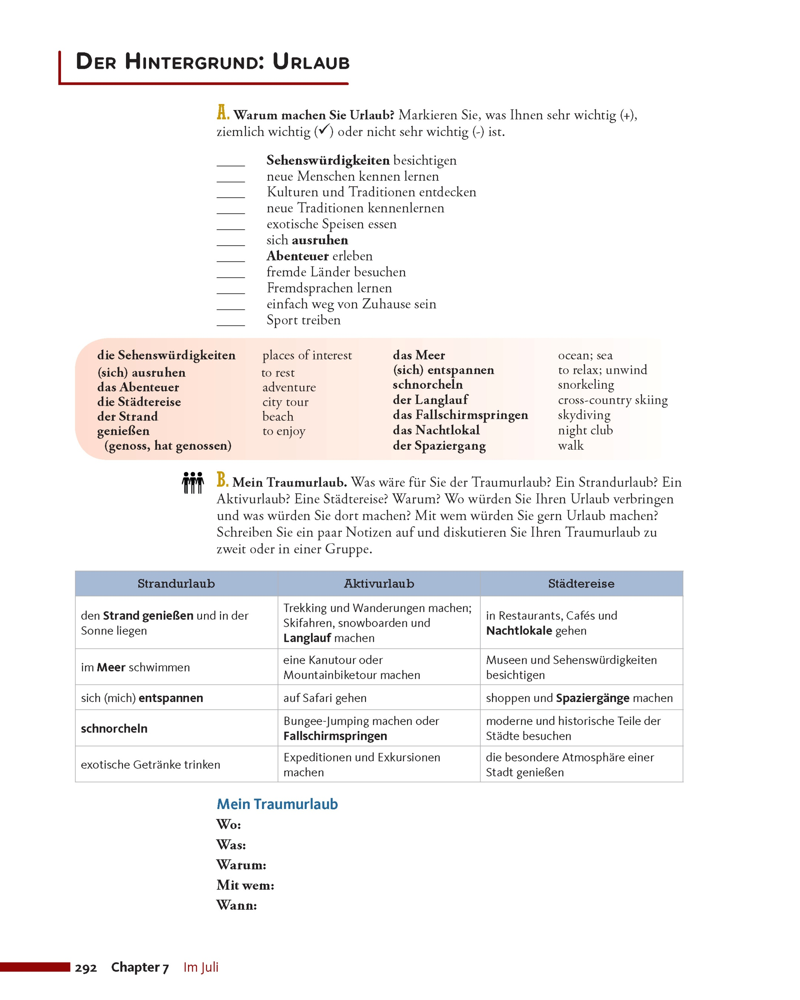 Der Hintergrund: Urlaub
A. Warum machen Sie Urlaub? Markieren Sie, was Ihnen sehr wichtig (+),
ziemlich wichtig (✓) oder nicht sehr wichtig (-) ist.
_____ Sehenswürdigkeiten besichtigen
_____ neue Menschen kennen lernen
_____ Kulturen und Traditionen entdecken
_____ neue Traditionen kennenlernen
_____ exotische Speisen essen
_____ sich ausruhen
_____ Abenteuer erleben
_____ fremde Länder besuchen
_____ Fremdsprachen lernen
_____ einfach weg von Zuhause sein
_____ Sport treiben
die Sehenswürdigkeiten places of interest
(sich) ausruhen to rest
das Abenteuer adventure
die Städtereise city tour
der Strand beach
genießen to enjoy
(genoss, hat genossen)
das Meer ocean; sea
(sich) entspannen to relax; unwind
schnorcheln snorkeling
der Langlauf cross-country skiing
das Fallschirmspringen skydiving
das Nachtlokal night club
der Spaziergang walk
B. Mein Traumurlaub. Was wäre für Sie der Traumurlaub? Ein Strandurlaub? Ein
Aktivurlaub? Eine Städtereise? Warum? Wo würden Sie Ihren Urlaub verbringen
und was würden Sie dort machen? Mit wem würden Sie gern Urlaub machen?
Schreiben Sie ein paar Notizen auf und diskutieren Sie Ihren Traumurlaub zu
zweit oder in einer Gruppe.
Strandurlaub Aktivurlaub Städtereise
den Strand genießen und in der
Sonne liegen
Trekking und Wanderungen machen;
Skifahren, snowboarden und
Langlauf machen
in Restaurants, Cafés und
Nachtlokale gehen
im Meer schwimmen
eine Kanutour oder
Mountainbiketour machen
Museen und Sehenswürdigkeiten
besichtigen
sich (mich) entspannen
auf Safari gehen
shoppen und Spaziergänge machen
schnorcheln
Bungee-Jumping machen oder
Fallschirmspringen
moderne und historische Teile der
Städte besuchen
exotische Getränke trinken
Expeditionen und Exkursionen
machen
die besondere Atmosphäre einer
Stadt genießen
Mein Traumurlaub
Wo:
Was:
Warum:
Mit wem:
Wann:
292 Chapter 7 Im Juli